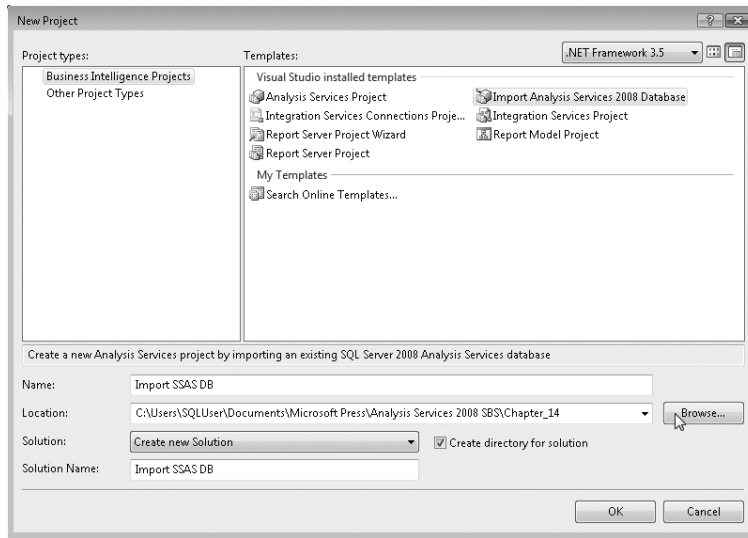 New Project
Project types:
Templates:
.NET Framework 3.5
Business Intelligence Projects
Other Project Types
Visual Studio installed templates
Analysis Services Project
Import Analysis Services 2008 Database
Integration Services Connections Proje...
Integration Services Project
Report Server Project Wizard
Report Model Project
Report Server Project
My Templates
Search Online Templates...
Create a new Analysis Services project by importing an existing SQL Server 2008 Analysis Services database
Name:
Import SSAS DB
Location:
C:\Users\SQLUser\Documents\Microsoft Press\Analysis Services 2008 SBS\Chapter_14
Browse...
Solution:
Create new Solution
Create directory for solution
Solution Name:
Import SSAS DB
OK
Cancel